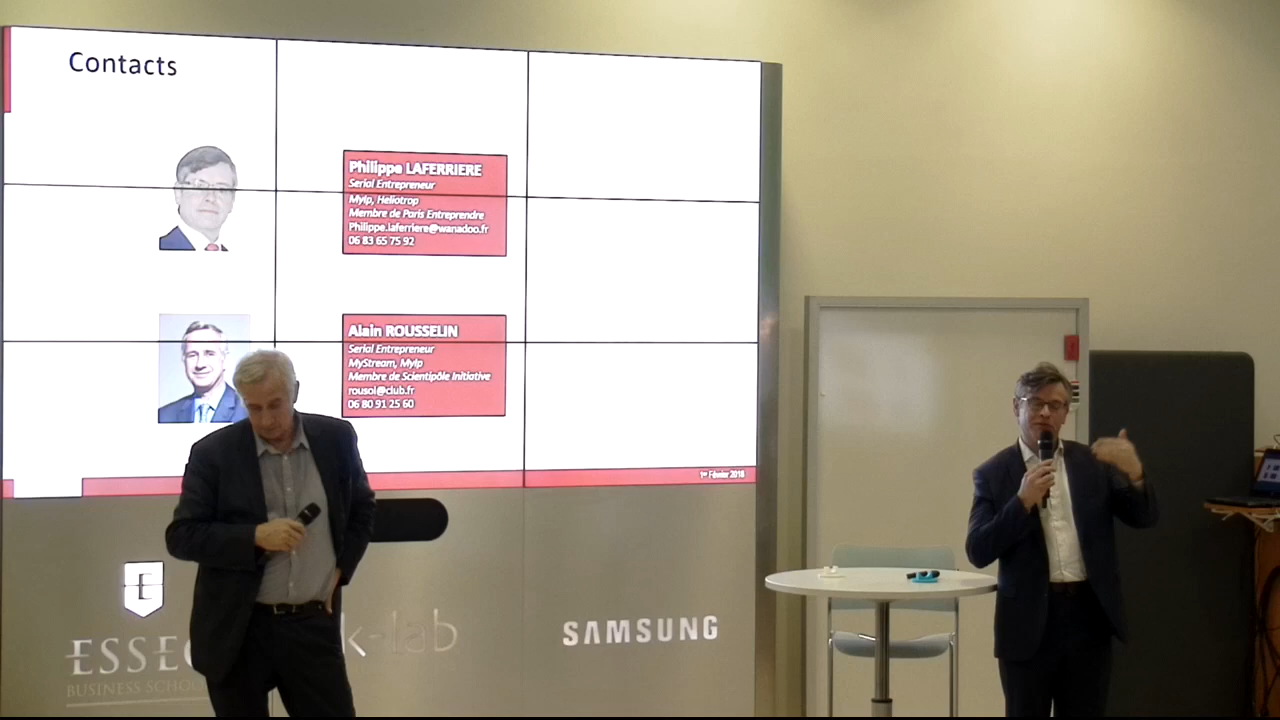 Contacts
Philippe LAFERRIERE
Serial Entrepreneur
MyIp, Heliotrop
Membre de Paris Entreprendre
Philippe.laferriere@wanadoo.fr
06 83 65 75 92
Alain ROUSSELIN
Serial Entrepreneur
MyStream, MyIp
Membre de Scientipôle Initiative
rousol@club.fr
06 80 91 25 60
1er Février 2018
E
ESSEC
BUSINESS SCHOOL
k-lab
SAMSUNG